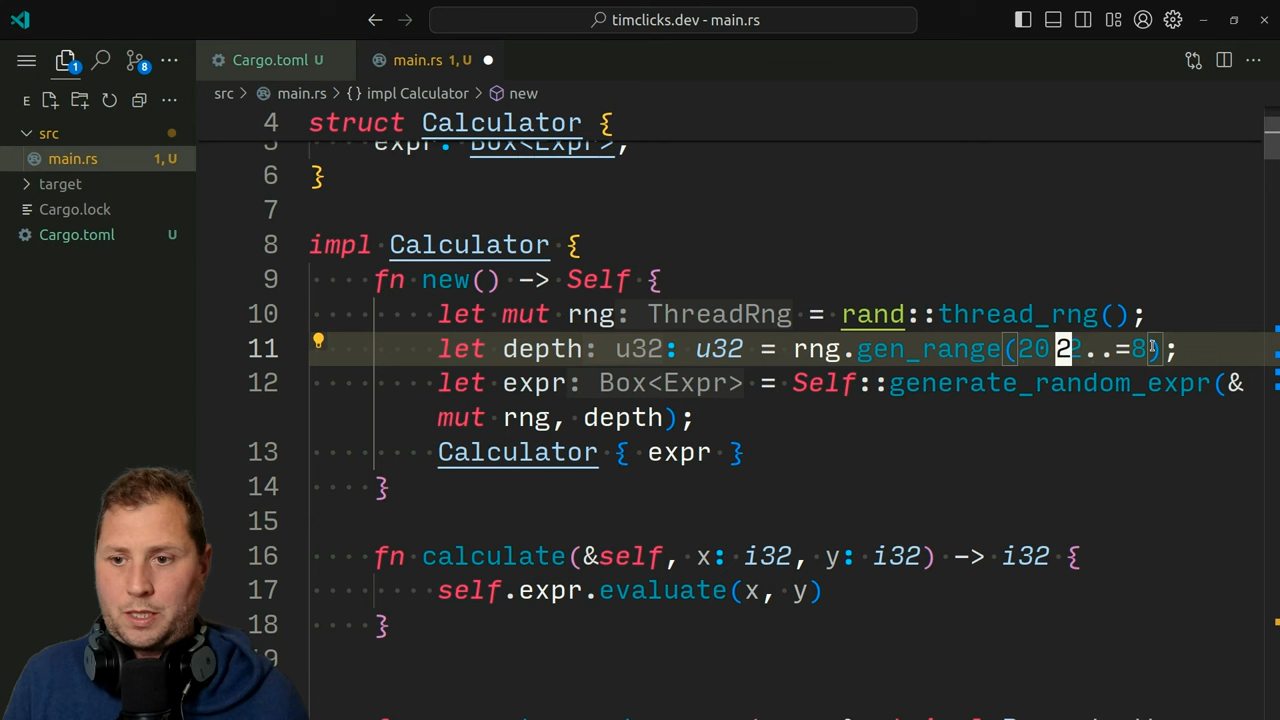 timclicks.dev - main.rs
1
8
Cargo.toml U
main.rs 1, U
E
src > main.rs > {} impl Calculator > new
src
main.rs 1, U
target
Cargo.lock
Cargo.toml U
4 struct Calculator {
5 expr: Box<Expr>,
6 }
7
8 impl Calculator {
9 fn new() -> Self {
10 let mut rng: ThreadRng = rand::thread_rng();
11 let depth: u32: u32 = rng.gen_range(20 22..=8);
12 let expr: Box<Expr> = Self::generate_random_expr(&
mut rng, depth);
13 Calculator { expr }
14 }
15
16 fn calculate(&self, x: i32, y: i32) -> i32 {
17 self.expr.evaluate(x, y)
18 }
19